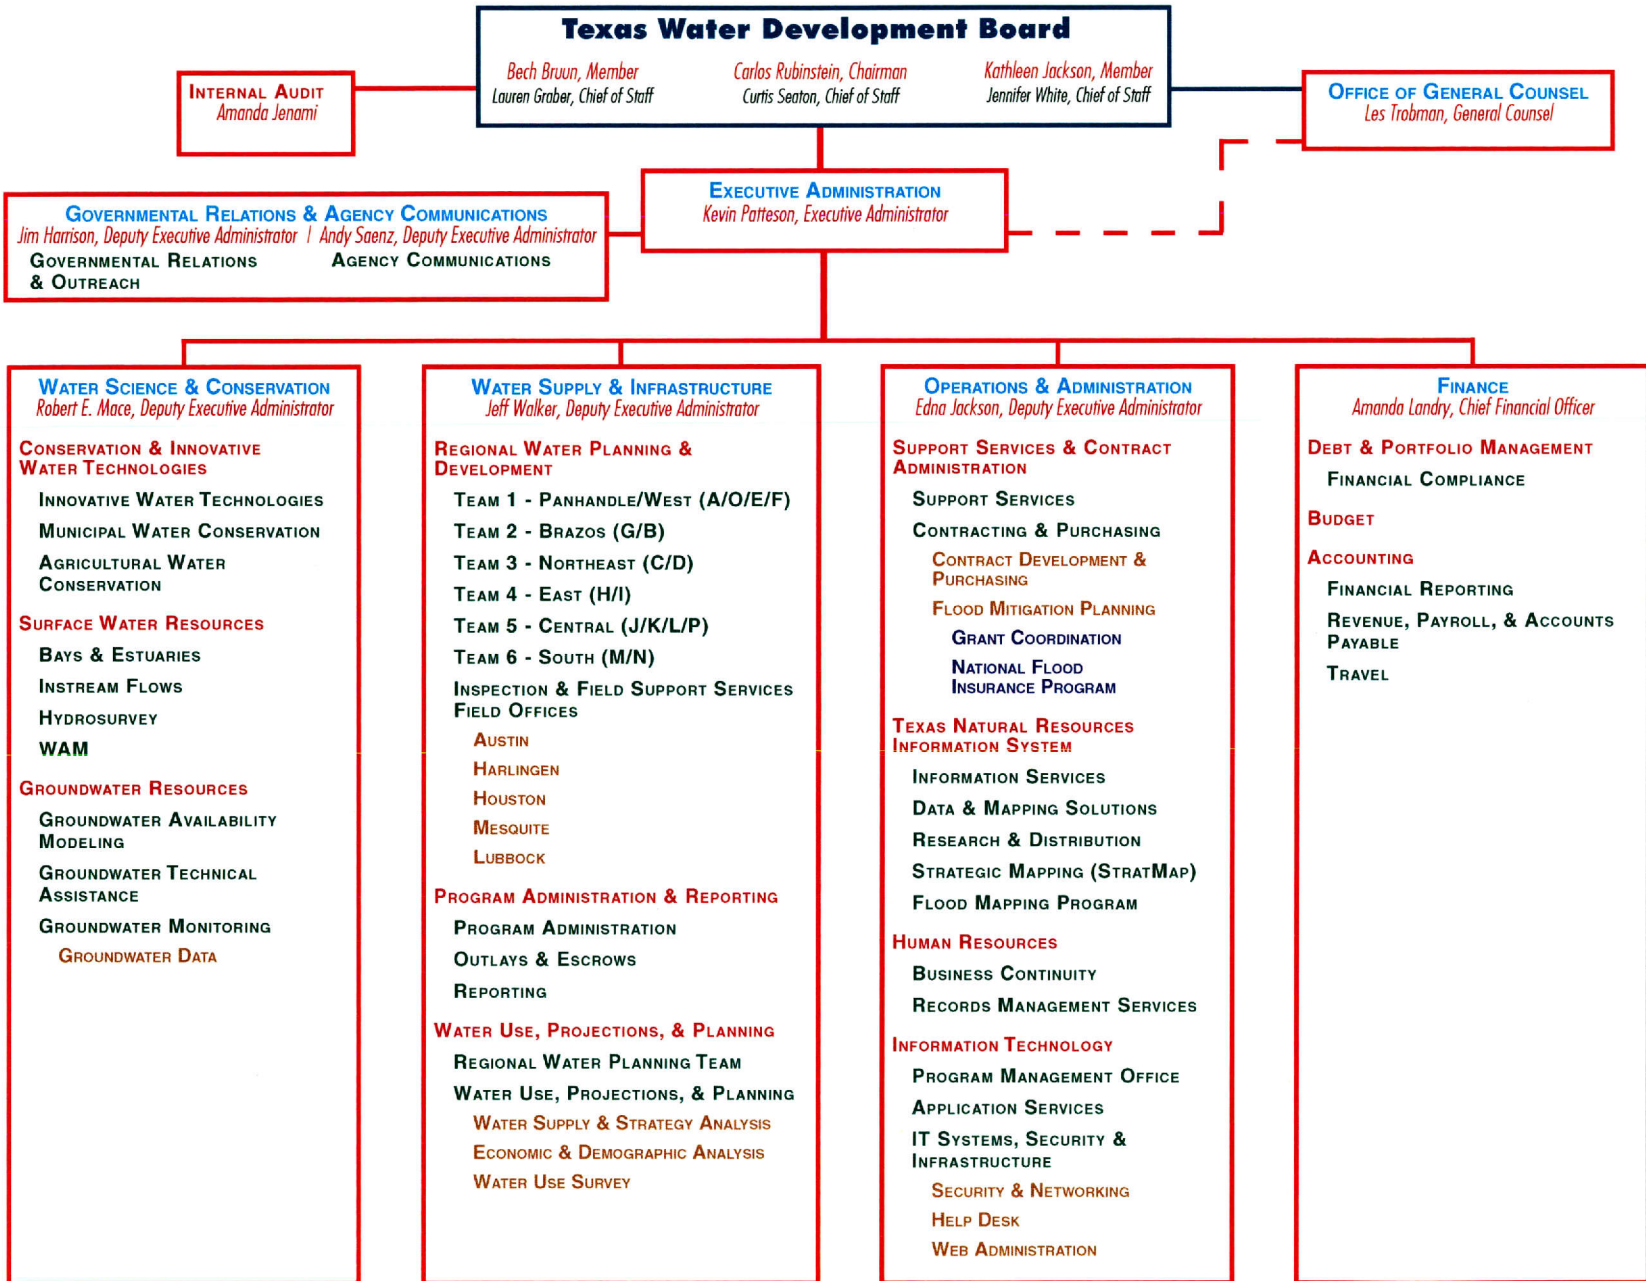 Texas Water Development Board
Bech Bruun, Member
Lauren Graber, Chief of Staff
Carlos Rubinstein, Chairman
Curtis Seaton, Chief of Staff
Kathleen Jackson, Member
Jennifer White, Chief of Staff
INTERNAL AUDIT
Amanda Jenami
OFFICE OF GENERAL COUNSEL
Les Trobman, General Counsel
EXECUTIVE ADMINISTRATION
Kevin Patteson, Executive Administrator
GOVERNMENTAL RELATIONS & AGENCY COMMUNICATIONS
Jim Harrison, Deputy Executive Administrator | Andy Saenz, Deputy Executive Administrator
GOVERNMENTAL RELATIONS
& OUTREACH
AGENCY COMMUNICATIONS
WATER SCIENCE & CONSERVATION
Robert E. Mace, Deputy Executive Administrator
CONSERVATION & INNOVATIVE
WATER TECHNOLOGIES
INNOVATIVE WATER TECHNOLOGIES
MUNICIPAL WATER CONSERVATION
AGRICULTURAL WATER
CONSERVATION
SURFACE WATER RESOURCES
BAYS & ESTUARIES
INSTREAM FLOWS
HYDROSURVEY
WAM
GROUNDWATER RESOURCES
GROUNDWATER AVAILABILITY
MODELING
GROUNDWATER TECHNICAL
ASSISTANCE
GROUNDWATER MONITORING
GROUNDWATER DATA
WATER SUPPLY & INFRASTRUCTURE
Jeff Walker, Deputy Executive Administrator
REGIONAL WATER PLANNING &
DEVELOPMENT
TEAM 1 - PANHANDLE/WEST (A/O/E/F)
TEAM 2 - BRAZOS (G/B)
TEAM 3 - NORTHEAST (C/D)
TEAM 4 - EAST (H/I)
TEAM 5 - CENTRAL (J/K/L/P)
TEAM 6 - SOUTH (M/N)
INSPECTION & FIELD SUPPORT SERVICES
FIELD OFFICES
AUSTIN
HARLINGEN
HOUSTON
MESQUITE
LUBBOCK
PROGRAM ADMINISTRATION & REPORTING
PROGRAM ADMINISTRATION
OUTLAYS & ESCROWS
REPORTING
WATER USE, PROJECTIONS, & PLANNING
REGIONAL WATER PLANNING TEAM
WATER USE, PROJECTIONS, & PLANNING
WATER SUPPLY & STRATEGY ANALYSIS
ECONOMIC & DEMOGRAPHIC ANALYSIS
WATER USE SURVEY
OPERATIONS & ADMINISTRATION
Edna Jackson, Deputy Executive Administrator
SUPPORT SERVICES & CONTRACT
ADMINISTRATION
SUPPORT SERVICES
CONTRACTING & PURCHASING
CONTRACT DEVELOPMENT &
PURCHASING
FLOOD MITIGATION PLANNING
GRANT COORDINATION
NATIONAL FLOOD
INSURANCE PROGRAM
TEXAS NATURAL RESOURCES
INFORMATION SYSTEM
INFORMATION SERVICES
DATA & MAPPING SOLUTIONS
RESEARCH & DISTRIBUTION
STRATEGIC MAPPING (STRATMAP)
FLOOD MAPPING PROGRAM
HUMAN RESOURCES
BUSINESS CONTINUITY
RECORDS MANAGEMENT SERVICES
INFORMATION TECHNOLOGY
PROGRAM MANAGEMENT OFFICE
APPLICATION SERVICES
IT SYSTEMS, SECURITY &
INFRASTRUCTURE
SECURITY & NETWORKING
HELP DESK
WEB ADMINISTRATION
FINANCE
Amanda Landry, Chief Financial Officer
DEBT & PORTFOLIO MANAGEMENT
FINANCIAL COMPLIANCE
BUDGET
ACCOUNTING
FINANCIAL REPORTING
REVENUE, PAYROLL, & ACCOUNTS
PAYABLE
TRAVEL